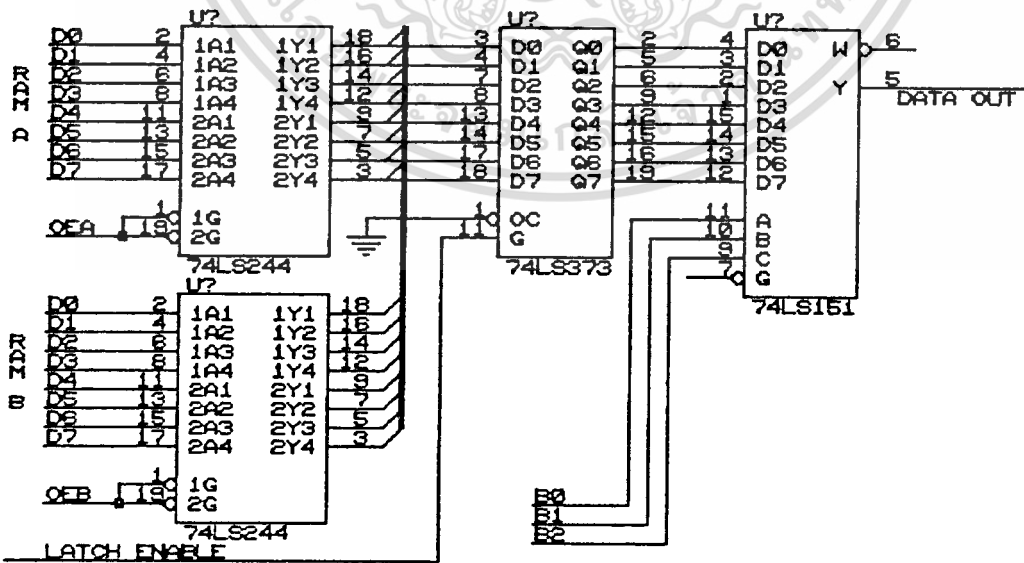 U?
D0 2 1A1 1Y1 18
D1 4 1A2 1Y2 16
D2 6 1A3 1Y3 14
D3 8 1A4 1Y4 12
D4 11 2A1 2Y1 9
D5 13 2A2 2Y2 7
D6 15 2A3 2Y3 5
D7 17 2A4 2Y4 3
1 1G
OEA 19 2G
74LS244
U?
3 D0 Q0 2
4 D1 Q1 5
7 D2 Q2 6
8 D3 Q3 9
13 D4 Q4 12
14 D5 Q5 15
17 D6 Q6 16
18 D7 Q7 19
1 OC
11 G
74LS373
U?
4 D0 W 6
3 D1
2 D2 Y 5 DATA OUT
1 D3
15 D4
14 D5
13 D6
12 D7
11 A
10 B
9 C
7 G
74LS151
U?
RAM B
D0 2 1A1 1Y1 18
D1 4 1A2 1Y2 16
D2 6 1A3 1Y3 14
D3 8 1A4 1Y4 12
D4 11 2A1 2Y1 9
D5 13 2A2 2Y2 7
D6 15 2A3 2Y3 5
D7 17 2A4 2Y4 3
1 1G
OEB 19 2G
74LS244
LATCH ENABLE
B0
B1
B2